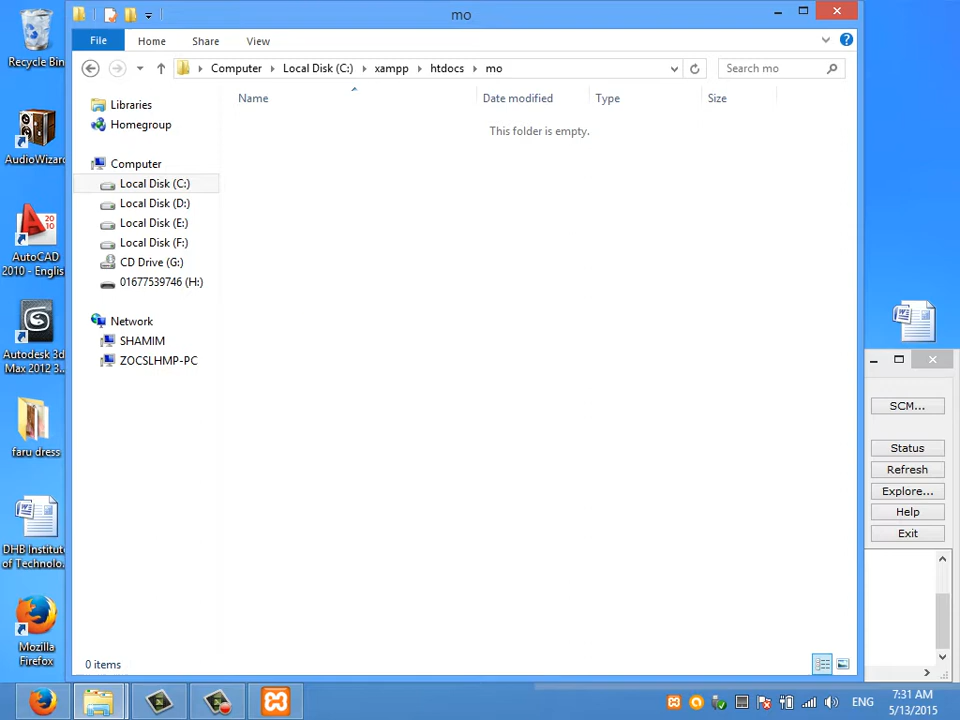 mo
File
Home
Share
View
Computer
Local Disk (C:)
xampp
htdocs
mo
Search mo
Name
Date modified
Type
Size
This folder is empty.
Libraries
Homegroup
Computer
Local Disk (C:)
Local Disk (D:)
Local Disk (E:)
Local Disk (F:)
CD Drive (G:)
01677539746 (H:)
Network
SHAMIM
ZOCSLHMP-PC
0 items
Recycle Bin
AudioWizard
AutoCAD
2010 - Englis
Autodesk 3d
Max 2012 3...
faru dress
DHB Institut
of Technolo...
Mozilla
Firefox
SCM...
Status
Refresh
Explore...
Help
Exit
ENG
7:31 AM
5/13/2015